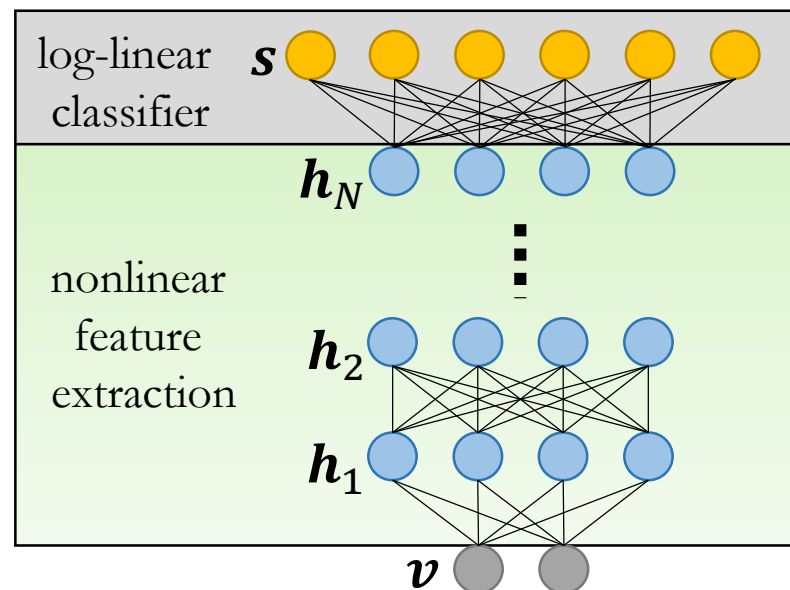 log-linear
classifier
s
h_N
nonlinear
feature
extraction
h_2
h_1
v